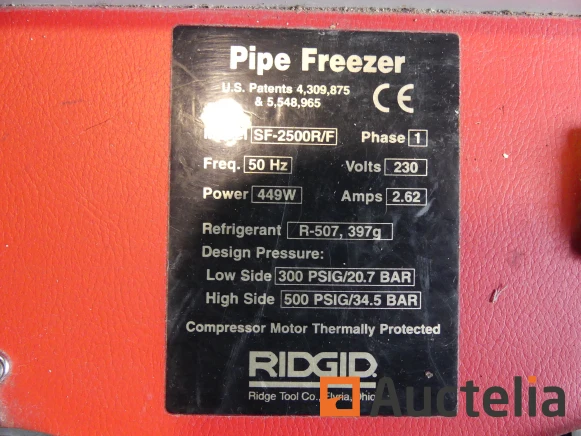 Pipe Freezer
U.S. Patents 4,309,875
& 5,548,965
CE
SF-2500R/F Phase 1
Freq. 50 Hz Volts 230
Power 449W Amps 2.62
Refrigerant R-507, 397g
Design Pressure:
Low Side 300 PSIG/20.7 BAR
High Side 500 PSIG/34.5 BAR
Compressor Motor Thermally Protected
RIDGID
Ridge Tool Co., Elyria, Ohio
Auctelia